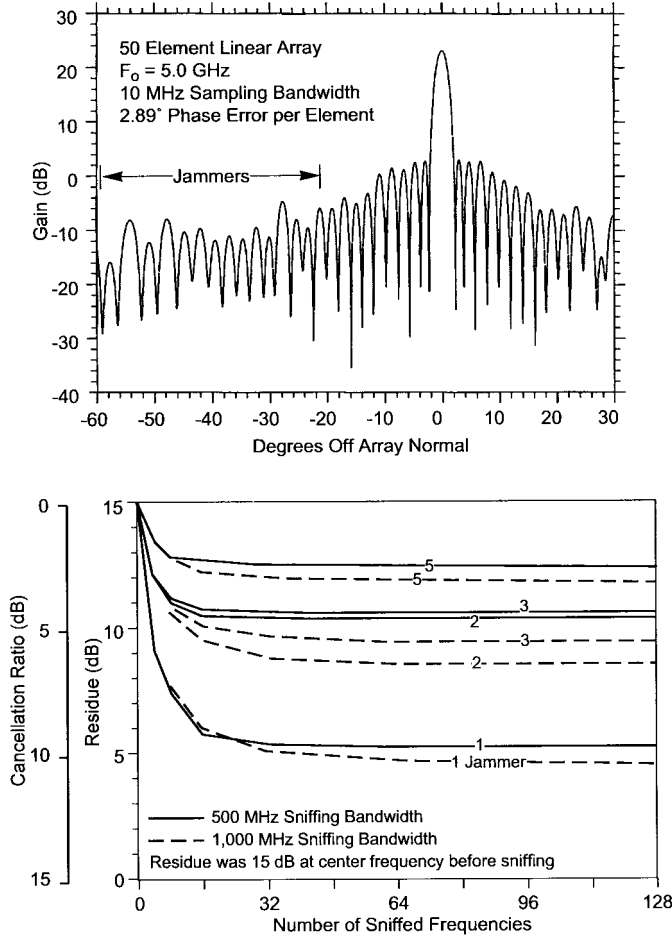 30
20
10
0
-10
-20
-30
-40
Gain (dB)
50 Element Linear Array
Fo = 5.0 GHz
10 MHz Sampling Bandwidth
2.89° Phase Error per Element
Jammers
-60 -50 -40 -30 -20 -10 0 10 20 30
Degrees Off Array Normal
0
5
10
15
Cancellation Ratio (dB)
15
10
5
0
Residue (dB)
5
5
3
2
3
2
1
1 Jammer
500 MHz Sniffing Bandwidth
1,000 MHz Sniffing Bandwidth
Residue was 15 dB at center frequency before sniffing
0 32 64 96 128
Number of Sniffed Frequencies